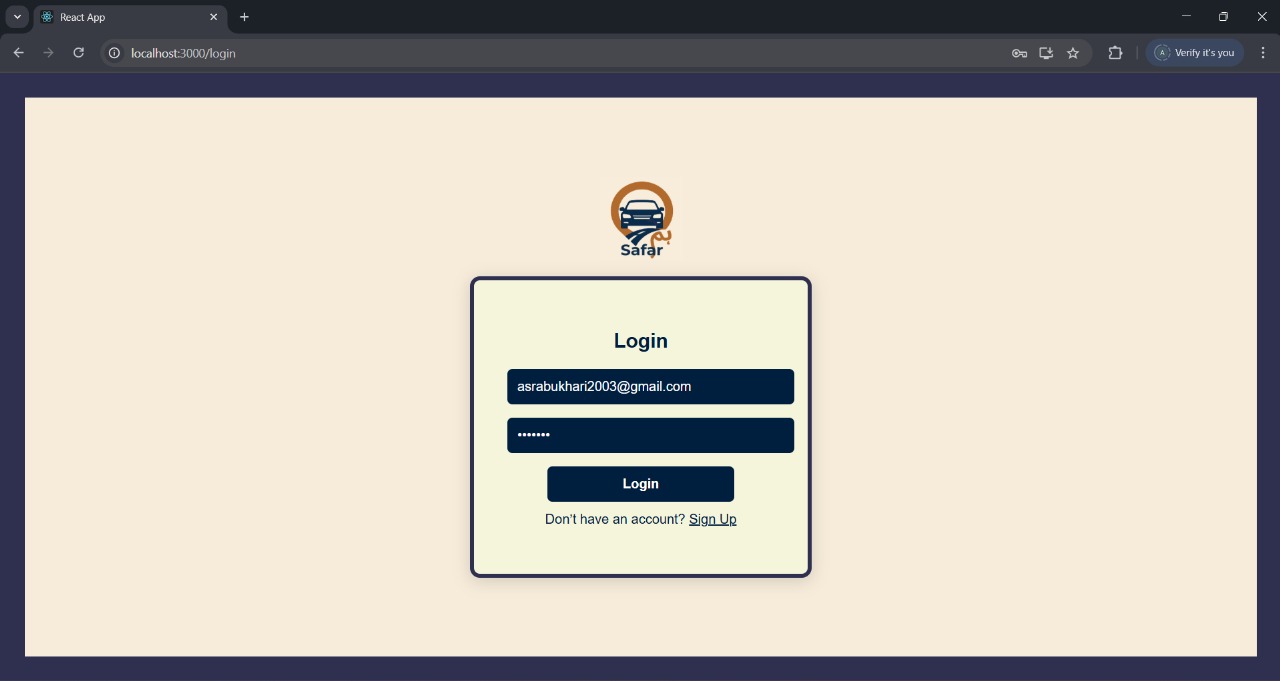 React App
localhost:3000/login
A Verify it's you
ہم
Safar
Login
asrabukhari2003@gmail.com
•••••••
Login
Don't have an account? Sign Up